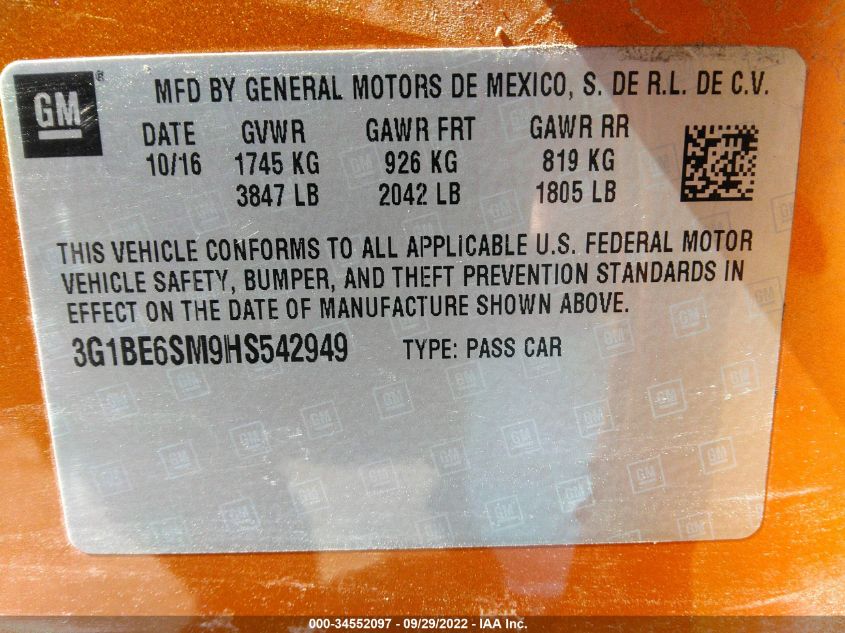 GM ®
MFD BY GENERAL MOTORS DE MEXICO, S. DE R.L. DE C.V.
DATE GVWR GAWR FRT GAWR RR
10/16 1745 KG 926 KG 819 KG
3847 LB 2042 LB 1805 LB
THIS VEHICLE CONFORMS TO ALL APPLICABLE U.S. FEDERAL MOTOR
VEHICLE SAFETY, BUMPER, AND THEFT PREVENTION STANDARDS IN
EFFECT ON THE DATE OF MANUFACTURE SHOWN ABOVE.
3G1BE6SM9HS542949 TYPE: PASS CAR
000-34552097 - 09/29/2022 - IAA Inc.